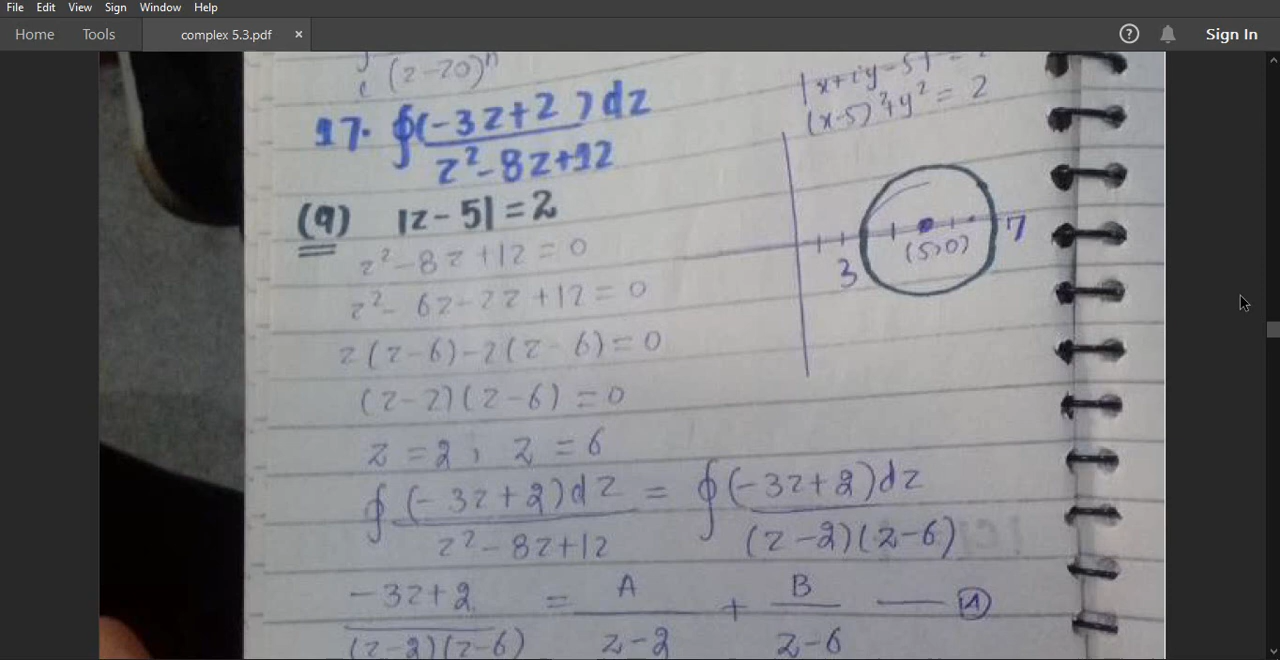 File Edit View Sign Window Help
Home Tools complex 5.3.pdf × ? Sign In
(z-20)^n
|x+iy-5| =
(x-5)²+y² = 2
17. ∮(-3z+2)dz
z²-8z+12
(a) |z-5|=2
z²-8z+12=0
z²-6z-2z+12=0
z(z-6)-2(z-6)=0
(z-2)(z-6)=0
z=2, z=6
3 (5,0) 7
∮(-3z+2)dz = ∮(-3z+2)dz
z²-8z+12 (z-2)(z-6)
-3z+2 = A + B — (A)
(z-2)(z-6) z-2 z-6